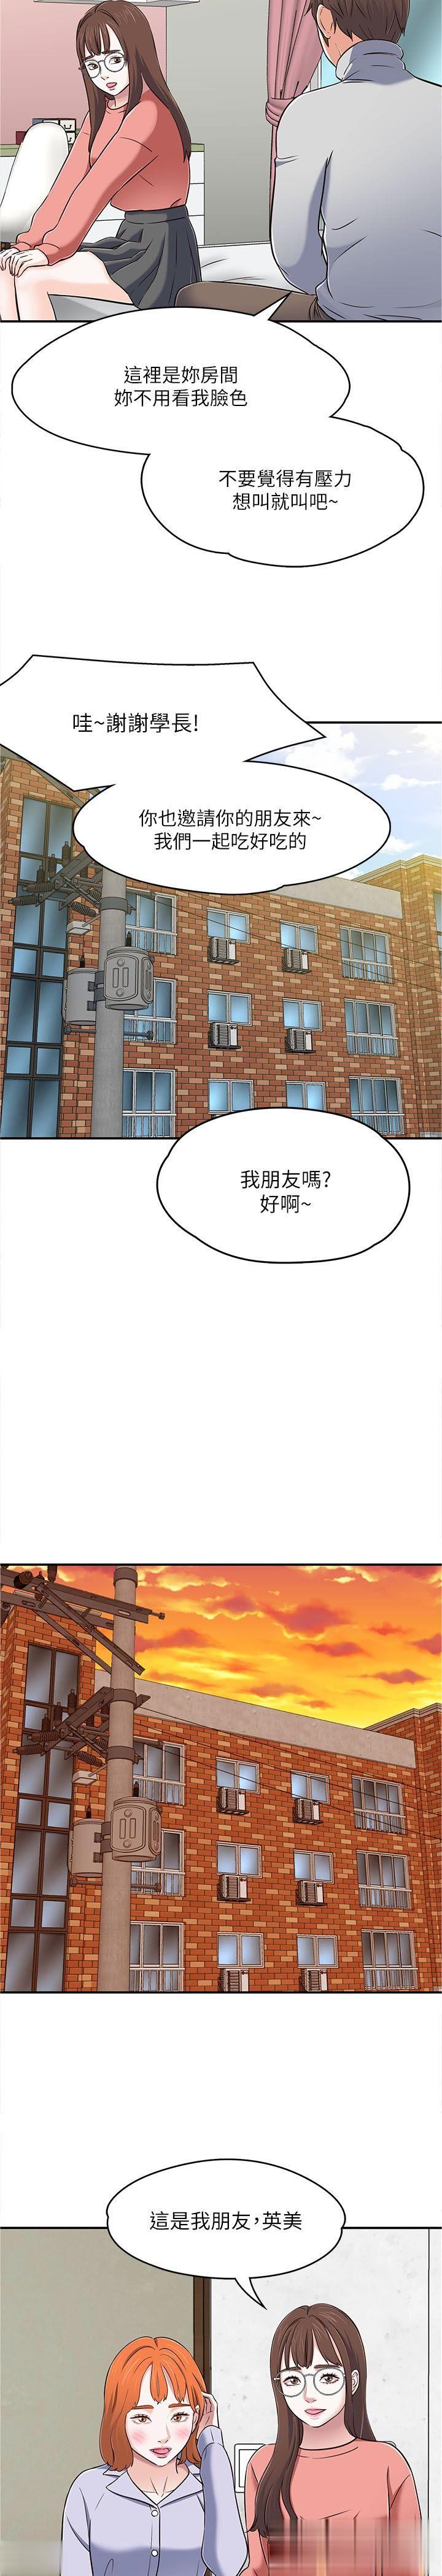 這裡是妳房間
妳不用看我臉色
不要覺得有壓力
想叫就叫吧~
哇~謝謝學長!
你也邀請你的朋友來~
我們一起吃好吃的
我朋友嗎?
好啊~
這是我朋友,英美